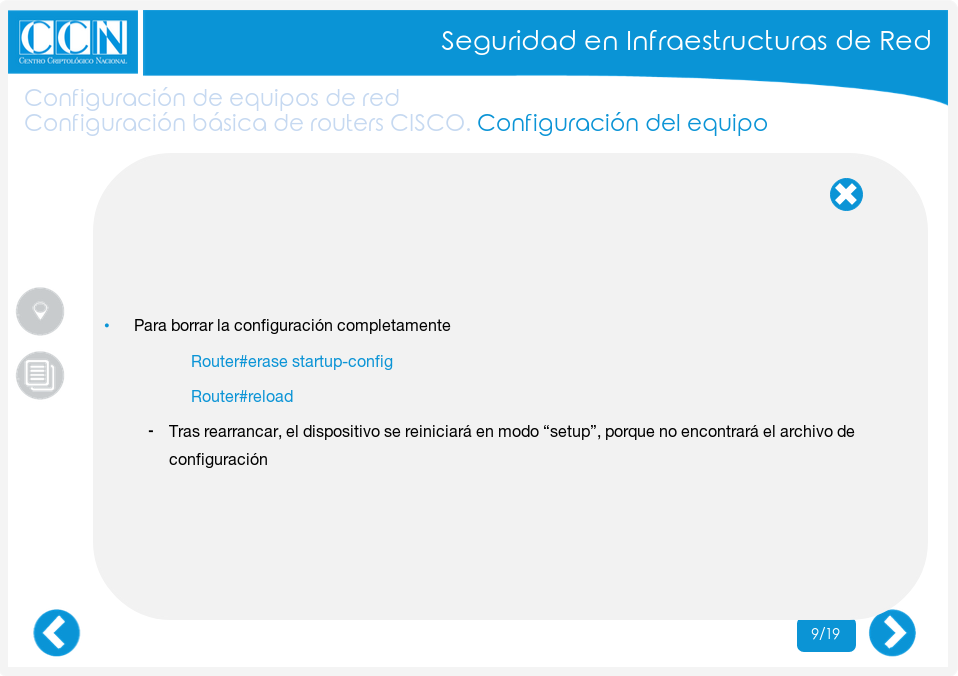 CCN
CENTRO CRIPTOLÓGICO NACIONAL
Seguridad en Infraestructuras de Red
Configuración de equipos de red
Configuración básica de routers CISCO. Configuración del equipo
• Para borrar la configuración completamente
Router#erase startup-config
Router#reload
- Tras rearrancar, el dispositivo se reiniciará en modo “setup”, porque no encontrará el archivo de
configuración
9/19